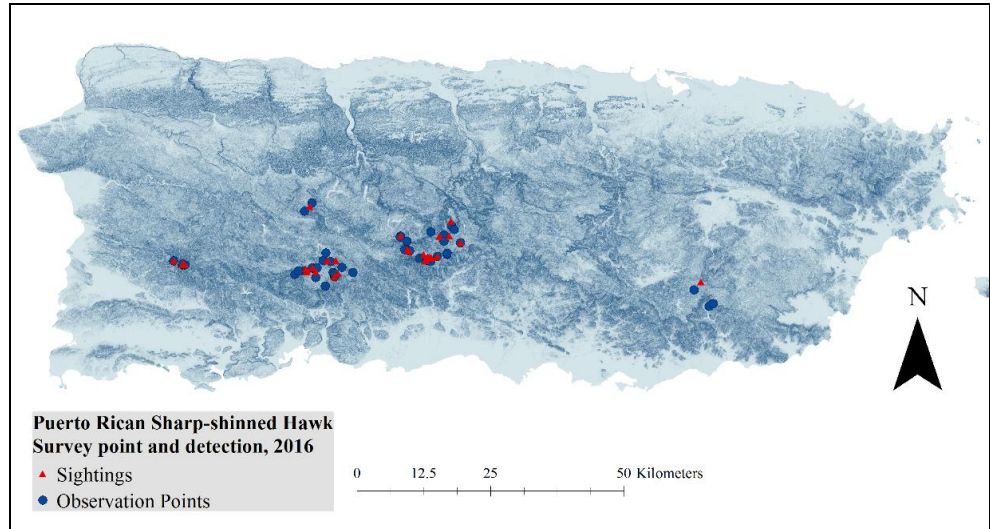 N
Puerto Rican Sharp-shinned Hawk
Survey point and detection, 2016
Sightings
Observation Points
0 12.5 25 50 Kilometers